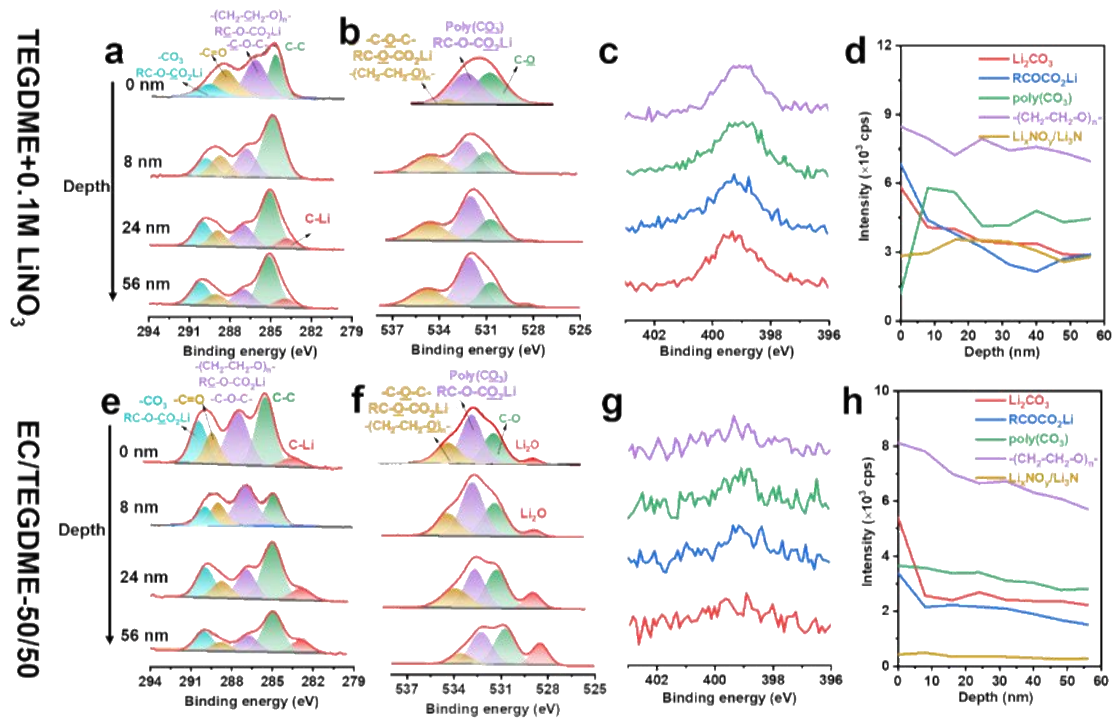 TEGDME+0.1M LiNO3
a
-(CH2-CH2-O)n-
RC-O-CO2Li
-C-O-C-
-CO3
RC-O-CO2Li
-C=O
C-C
0 nm
8 nm
Depth
24 nm
56 nm
C-Li
294 291 288 285 282 279
Binding energy (eV)
b
-C-O-C-
RC-O-CO2Li
-(CH2-CH2-O)n-
Poly(CO3)
RC-O-CO2Li
C-O
537 534 531 528 525
Binding energy (eV)
c
402 400 398 396
Binding energy (eV)
d
Li2CO3
RCOCO2Li
poly(CO3)
-(CH2-CH2-O)n-
LixNOy/Li3N
Intensity (×10³ cps)
12
9
6
3
0
0 10 20 30 40 50 60
Depth (nm)
EC/TEGDME-50/50
e
-(CH2-CH2-O)n-
RC-O-CO2Li
-C-O-C-
-CO3
RC-O-CO2Li
-C=O
C-C
C-Li
0 nm
8 nm
Depth
24 nm
56 nm
294 291 288 285 282 279
Binding energy (eV)
f
-C-O-C-
RC-O-CO2Li
-(CH2-CH2-O)n-
Poly(CO3)
RC-O-CO2Li
C-O
Li2O
Li2O
537 534 531 528 525
Binding energy (eV)
g
402 400 398 396
Binding energy (eV)
h
Li2CO3
RCOCO2Li
poly(CO3)
-(CH2-CH2-O)n-
LixNOy/Li3N
Intensity (×10³ cps)
10
8
6
4
2
0
0 10 20 30 40 50 60
Depth (nm)